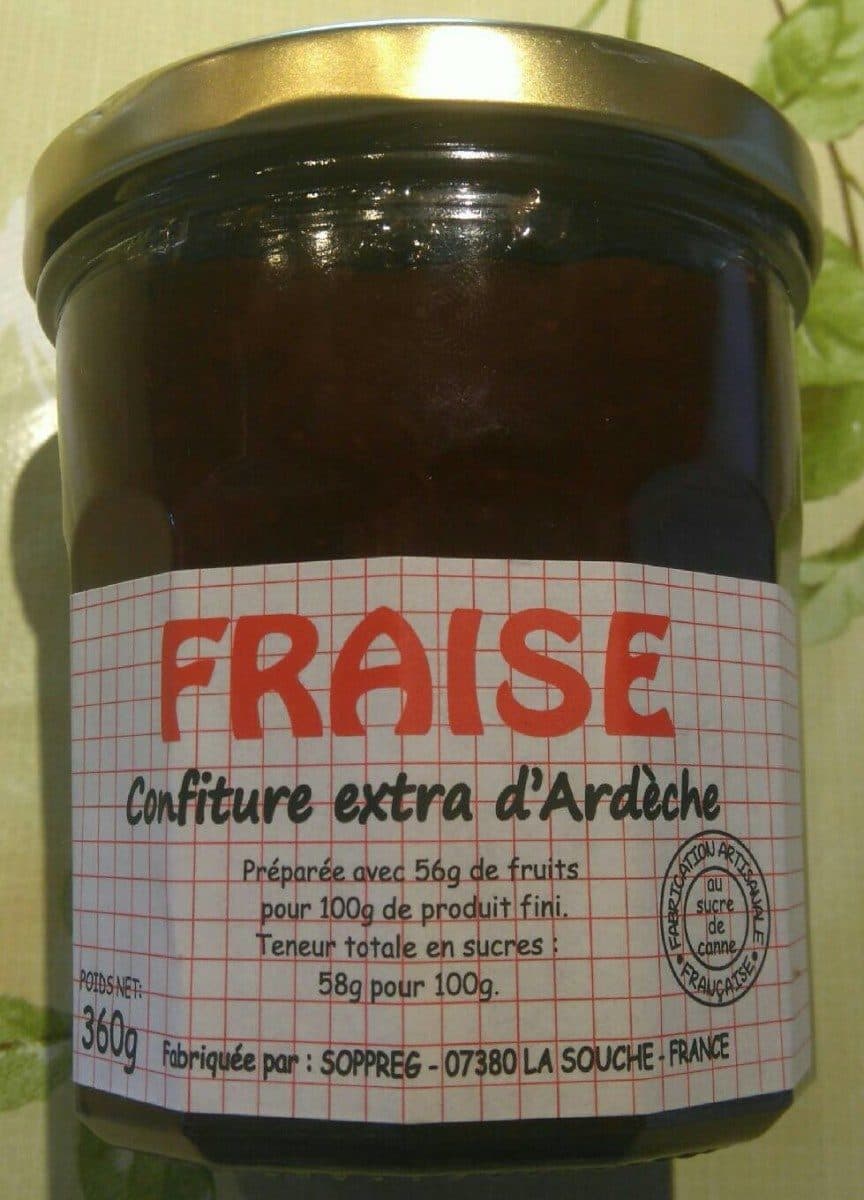 FRAISE
Confiture extra d'Ardèche
Préparée avec 56g de fruits
pour 100g de produit fini.
Teneur totale en sucres :
58g pour 100g.
FABRICATION ARTISANALE
au
sucre
de
canne
FRANÇAISE
POIDS NET:
360g
Fabriquée par : SOPPREG - 07380 LA SOUCHE - FRANCE